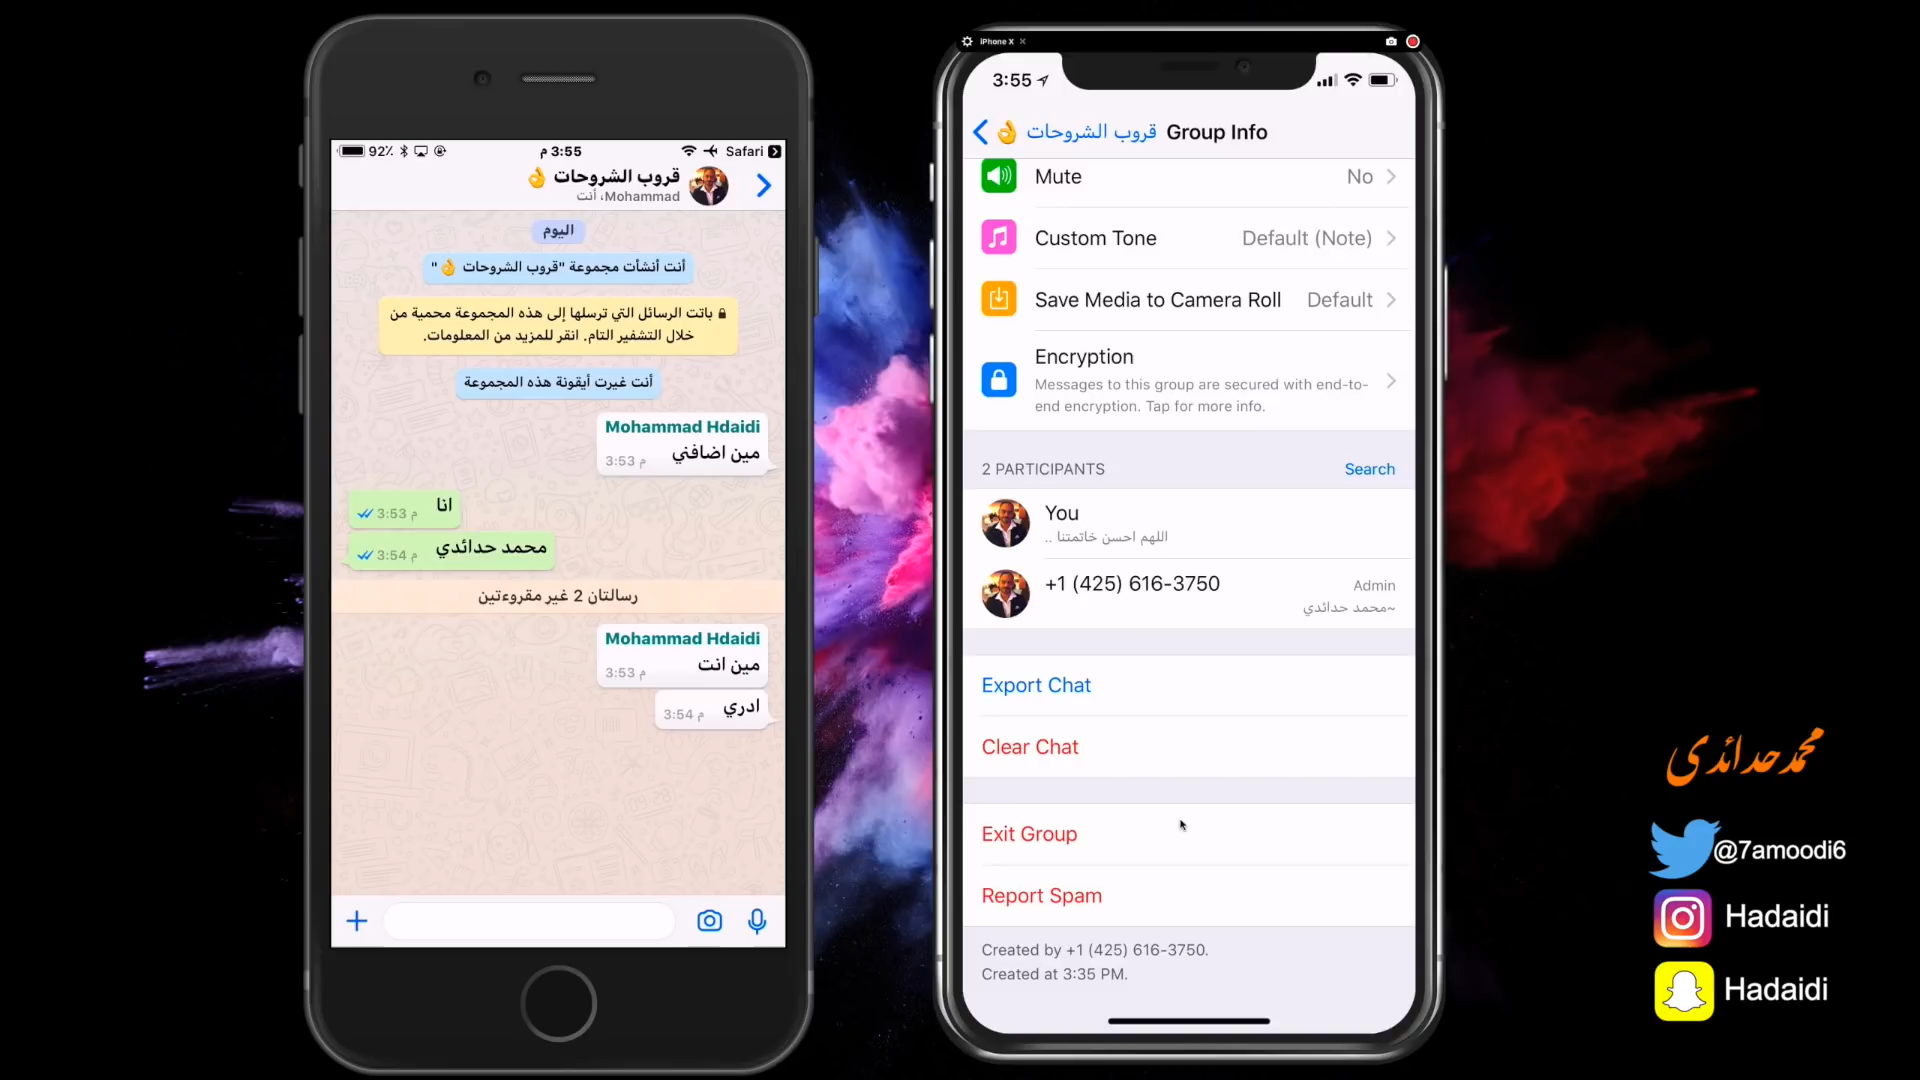 92٪
3:55 م
Safari
قروب الشروحات 👌
Mohammad، أنت
اليوم
أنت أنشأت مجموعة "قروب الشروحات 👌"
باتت الرسائل التي ترسلها إلى هذه المجموعة محمية من
خلال التشفير التام. انقر للمزيد من المعلومات.
أنت غيرت أيقونة هذه المجموعة
Mohammad Hdaidi
مين اضافني
3:53 م
انا
3:53 م
محمد حدائدي
3:54 م
رسالتان 2 غير مقروءتين
Mohammad Hdaidi
مين انت
3:53 م
ادري
3:54 م
iPhone X
3:55
👌 قروب الشروحات Group Info
Mute No
Custom Tone Default (Note)
Save Media to Camera Roll Default
Encryption
Messages to this group are secured with end-to-
end encryption. Tap for more info.
2 PARTICIPANTS Search
You
اللهم احسن خاتمتنا ..
+1 (425) 616-3750 Admin
~محمد حدائدي
Export Chat
Clear Chat
Exit Group
Report Spam
Created by +1 (425) 616-3750.
Created at 3:35 PM.
محمد حدائدي
@7amoodi6
Hadaidi
Hadaidi